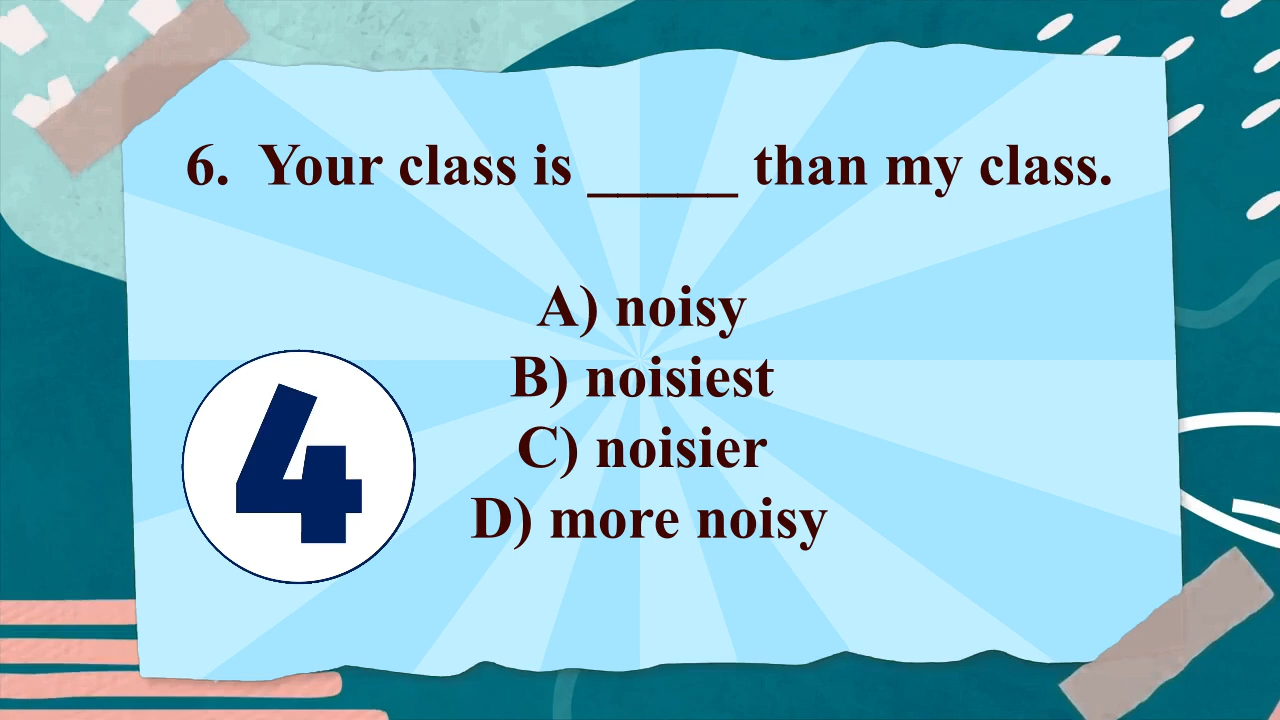 6.  Your class is _____ than my class.
A) noisy
B) noisiest
C) noisier
4
D) more noisy